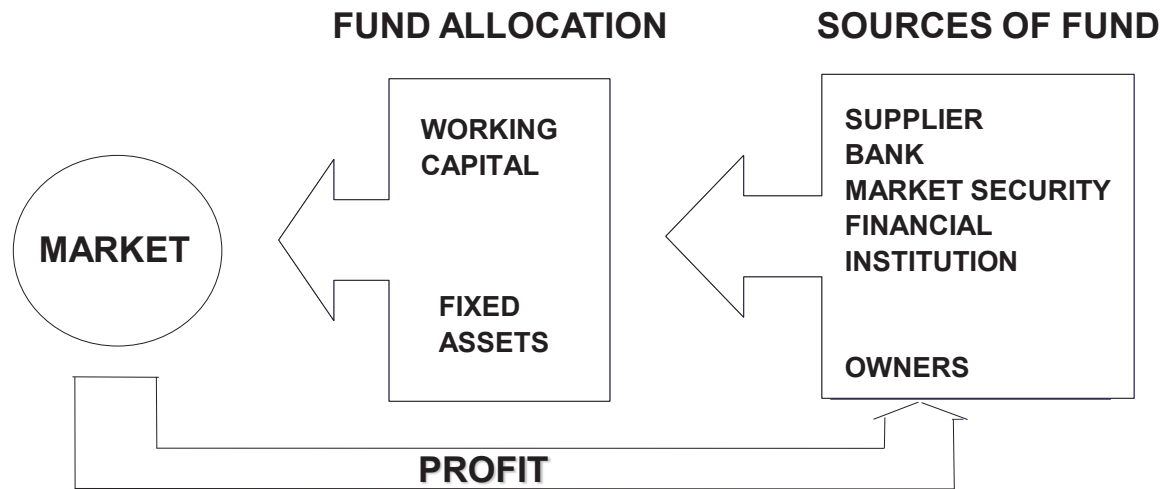 FUND ALLOCATION
SOURCES OF FUND
MARKET
WORKING
CAPITAL
FIXED
ASSETS
SUPPLIER
BANK
MARKET SECURITY
FINANCIAL
INSTITUTION
OWNERS
PROFIT